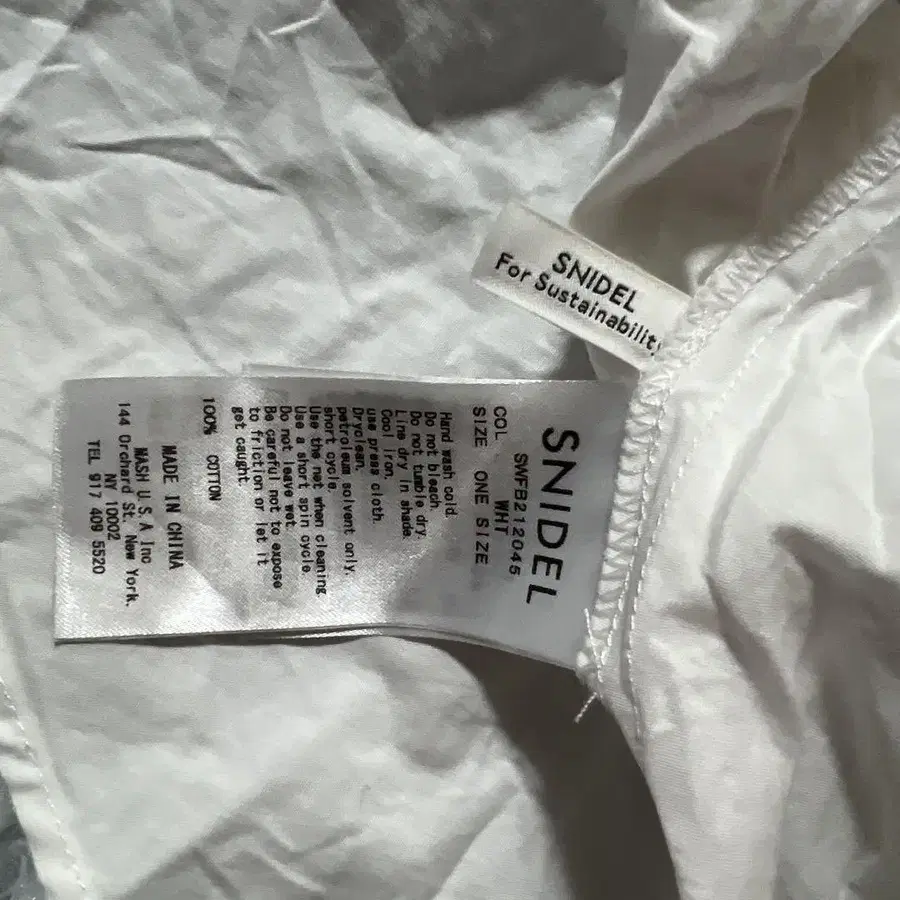 SNIDEL
For Sustainability
SNIDEL
SWFB212045
COL WHT
SIZE ONE SIZE
Hand wash cold.
Do not bleach.
Do not tumble dry.
Line dry in shade.
Cool iron.
use press cloth.
Dryclean,
petroleum solvent only,
short cycle.
Use the net when cleaning
Use a short spin cycle
Do not leave wet.
Be careful not to expose
to friction or let it
get caught.
100% COTTON
MADE IN CHINA
MASH U.S.A Inc
144 Orchard St. New York.
NY 10002
TEL 917 409 5520